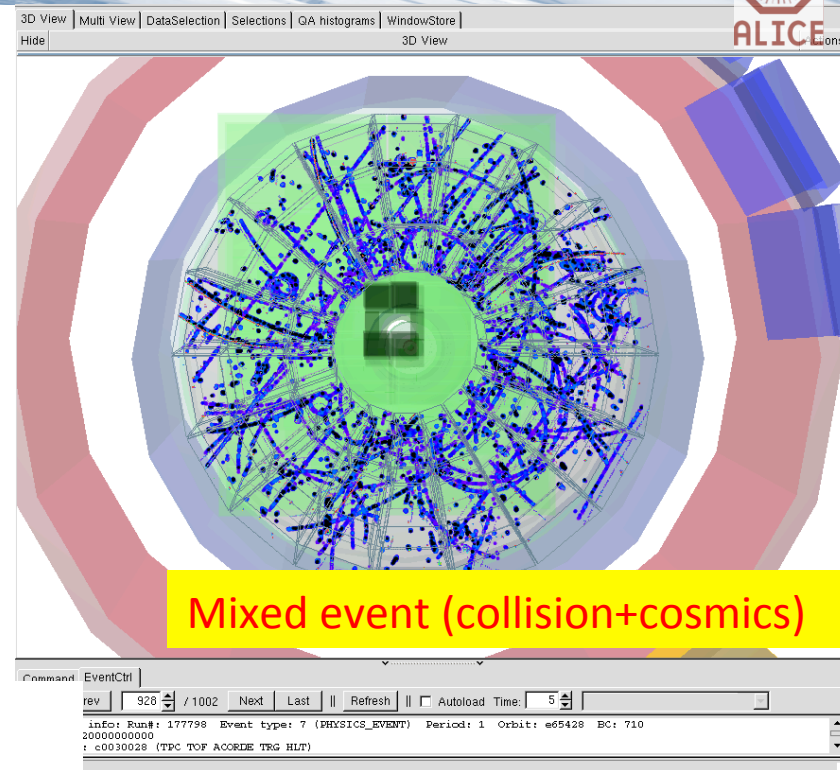 3D View Multi View DataSelection Selections QA histograms WindowStore
ALICE
Hide 3D View
Mixed event (collision+cosmics)
Command EventCtrl
rev 928 / 1002 Next Last || Refresh || Autoload Time: 5
info: Run#: 177798 Event type: 7 (PHYSICS_EVENT) Period: 1 Orbit: e65428 BC: 710
20000000000
: c0030028 (TPC TOF ACORDE TRG HLT)